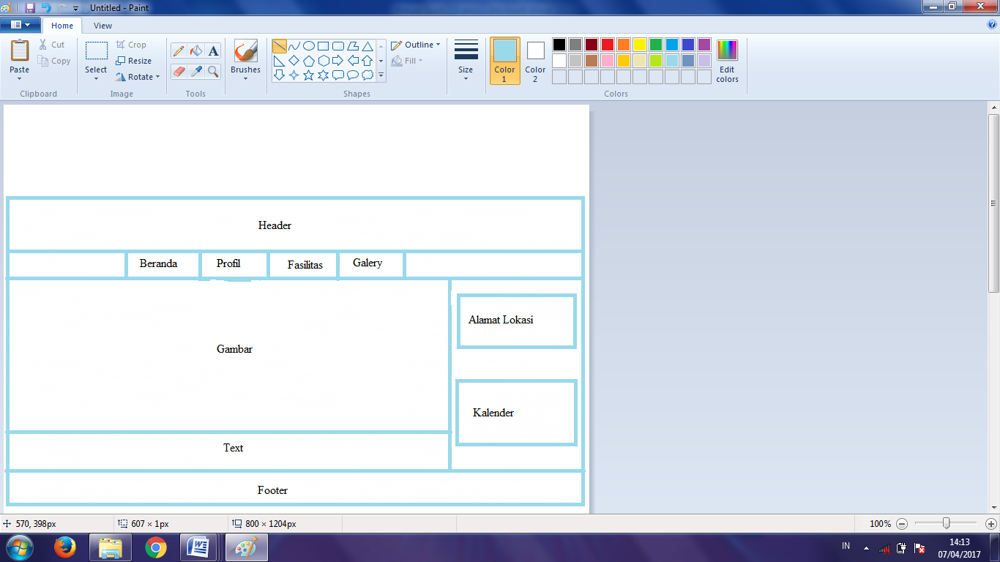 Untitled - Paint
Home View
Paste
Cut
Copy
Clipboard
Select
Crop
Resize
Rotate
Image
A
Tools
Brushes
Outline
Fill
Shapes
Size
Color 1
Color 2
Edit colors
Colors
Header
Beranda Profil Fasilitas Galery
Gambar
Alamat Lokasi
Kalender
Text
Footer
570, 398px 607 × 1px 800 × 1204px 100%
IN
14:13
07/04/2017